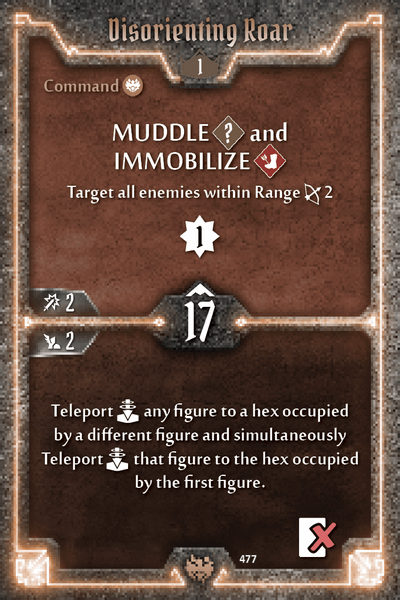 Disorienting Roar
1
Command
MUDDLE and
IMMOBILIZE
Target all enemies within Range 2
1
2
17
2
Teleport any figure to a hex occupied
by a different figure and simultaneously
Teleport that figure to the hex occupied
by the first figure.
477